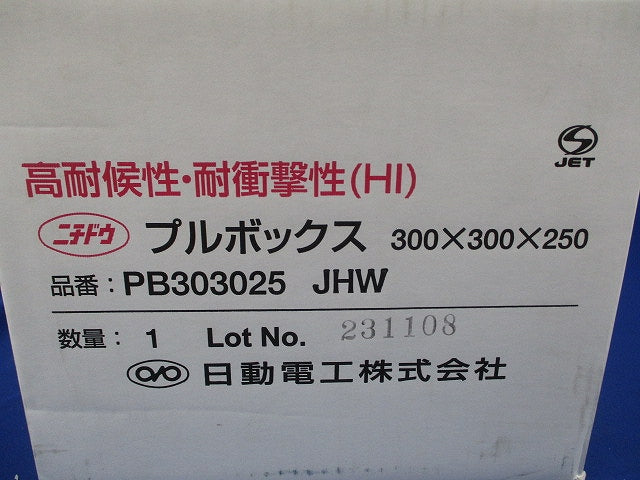 JET
高耐候性・耐衝撃性(HI)
ニチドウ プルボックス 300×300×250
品番：PB303025 JHW
数量：1 Lot No. 231108
日動電工株式会社